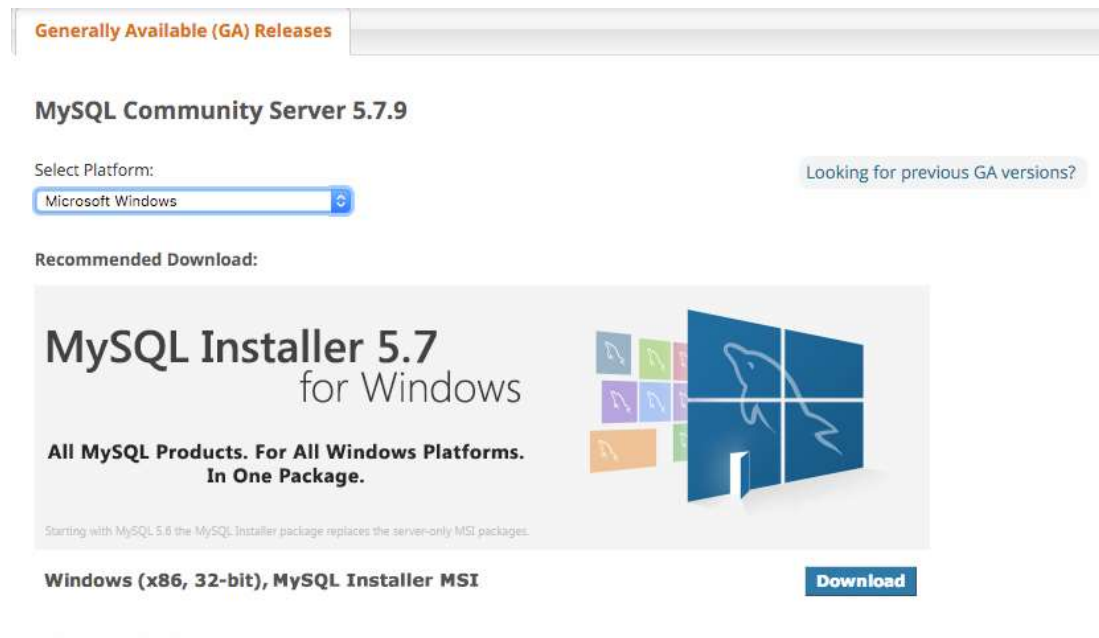 Generally Available (GA) Releases
MySQL Community Server 5.7.9
Select Platform:
Looking for previous GA versions?
Microsoft Windows
Recommended Download:
MySQL Installer 5.7
for Windows
All MySQL Products. For All Windows Platforms.
In One Package.
Starting with MySQL 5.6 the MySQL Installer package replaces the server-only MSI packages.
Windows (x86, 32-bit), MySQL Installer MSI
Download